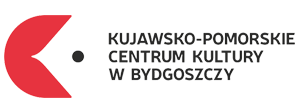 KUJAWSKO-POMORSKIE
CENTRUM KULTURY
W BYDGOSZCZY